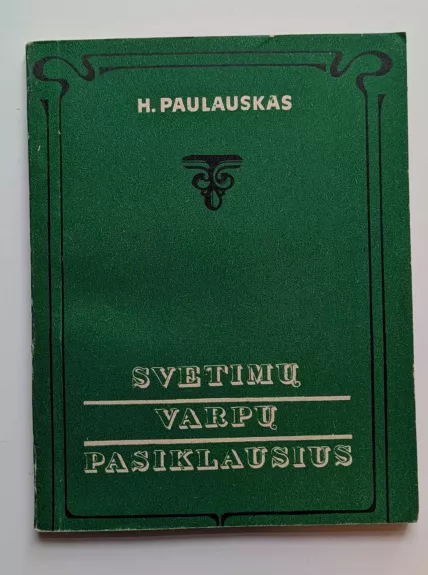 H. PAULAUSKAS
SVETIMŲ
VARPŲ
PASIKLAUSIUS